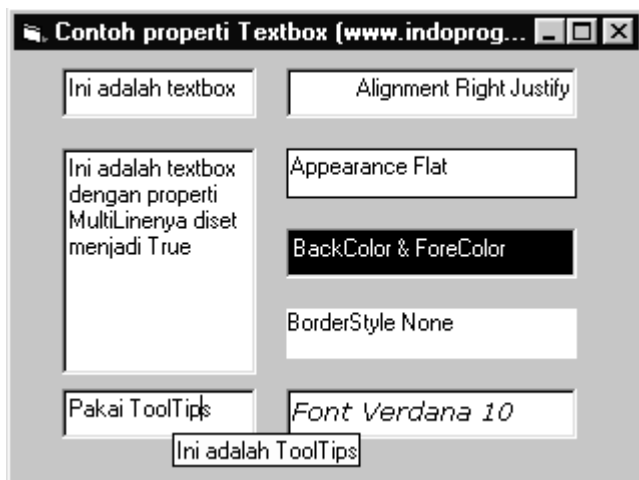 Contoh properti Textbox (www.indoprog...
Ini adalah textbox
Alignment Right Justify
Ini adalah textbox
dengan properti
MultiLinenya diset
menjadi True
Appearance Flat
BackColor & ForeColor
BorderStyle None
Pakai ToolTips
Font Verdana 10
Ini adalah ToolTips